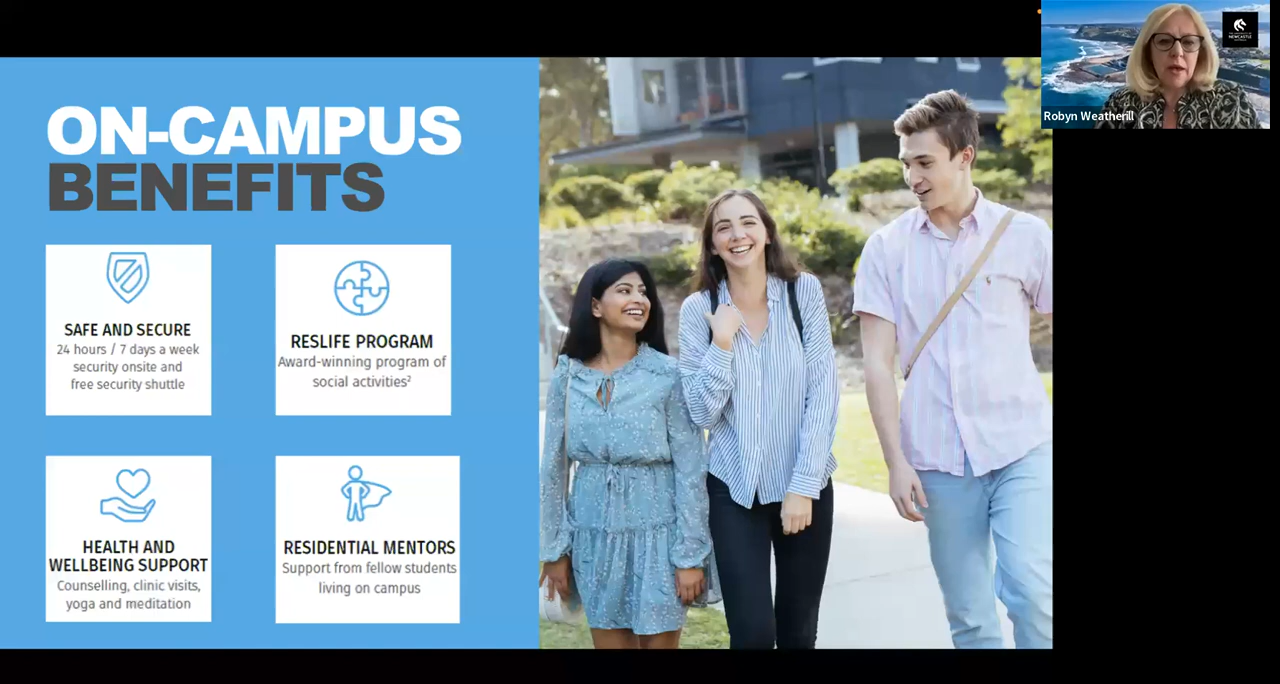 ON-CAMPUS
BENEFITS
SAFE AND SECURE
24 hours / 7 days a week
security onsite and
free security shuttle
RESLIFE PROGRAM
Award-winning program of
social activities²
HEALTH AND
WELLBEING SUPPORT
Counselling, clinic visits,
yoga and meditation
RESIDENTIAL MENTORS
Support from fellow students
living on campus
NEWCASTLE
Robyn Weatherill